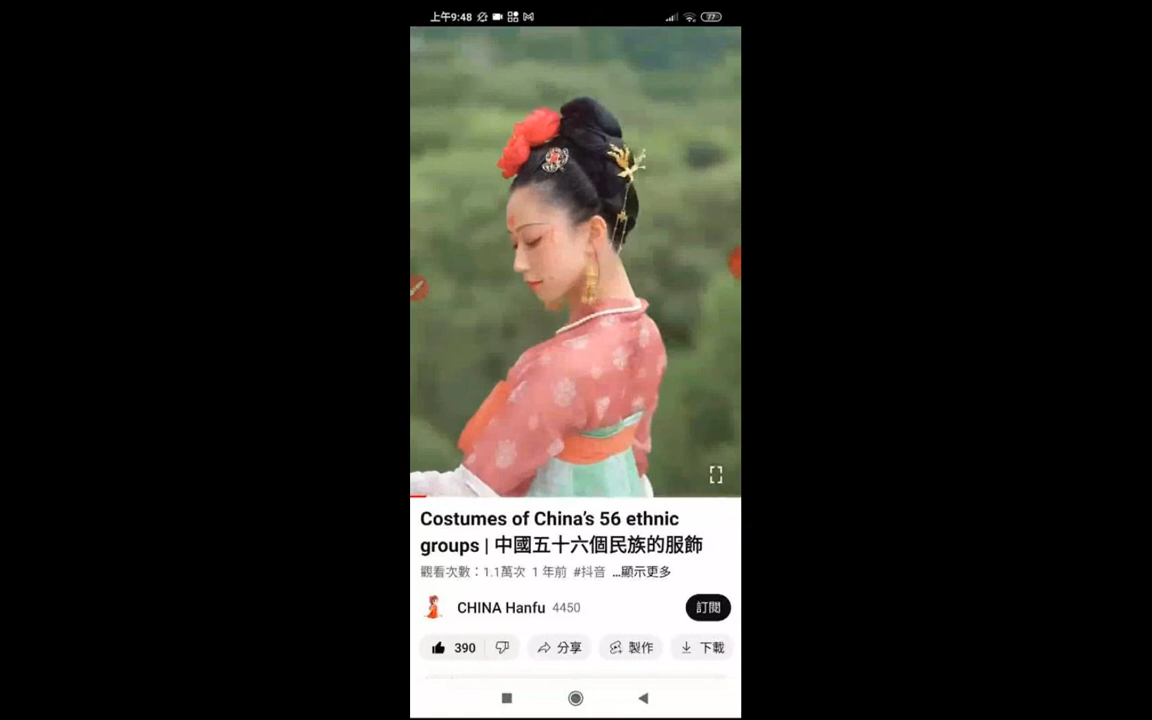 上午9:48
77
Costumes of China's 56 ethnic
groups | 中國五十六個民族的服飾
觀看次數：1.1萬次 1 年前 #抖音 ...顯示更多
CHINA Hanfu 4450
訂閱
390
分享
製作
下載